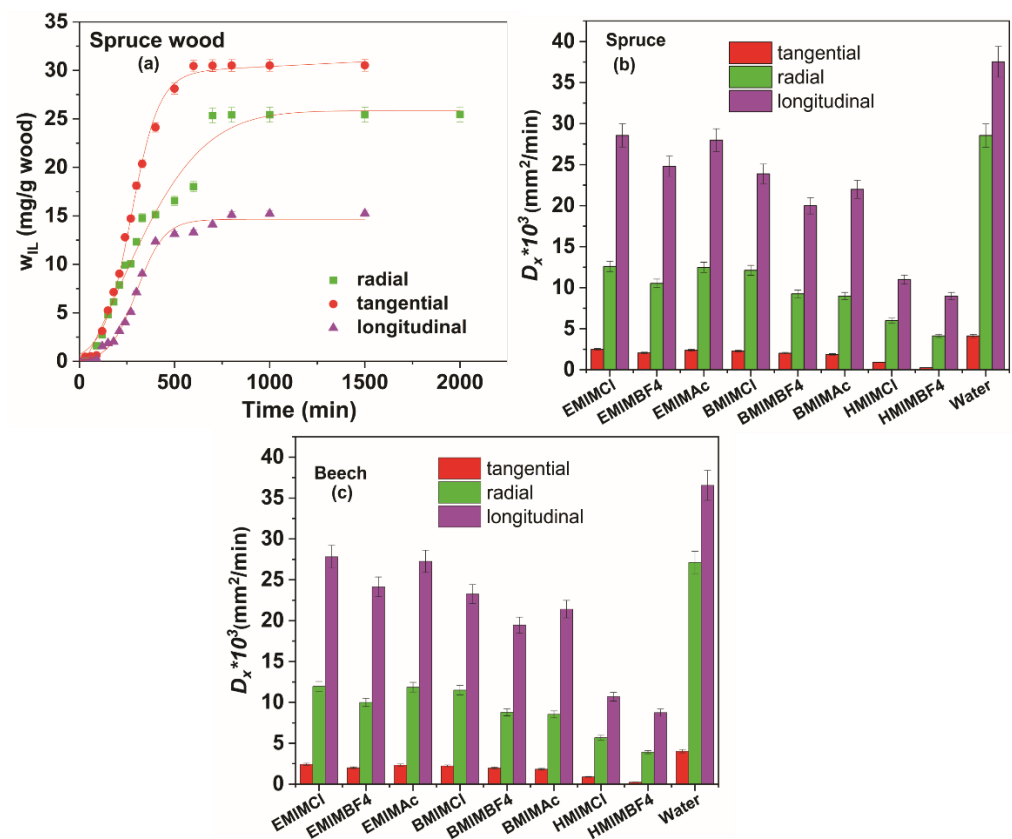 Spruce wood
(a)
w_IL (mg/g wood)
35
30
25
20
15
10
5
0
radial
tangential
longitudinal
0 500 1000 1500 2000
Time (min)
Spruce
(b)
tangential
radial
longitudinal
D_x*10^3 (mm^2/min)
40
35
30
25
20
15
10
5
0
EMIMCl EMIMBF4 EMIMAc BMIMCl BMIMBF4 BMIMAc HMIMCl HMIMBF4 Water
Beech
(c)
tangential
radial
longitudinal
D_x*10^3(mm^2/min)
40
35
30
25
20
15
10
5
0
EMIMCl EMIMBF4 EMIMAc BMIMCl BMIMBF4 BMIMAc HMIMCl HMIMBF4 Water